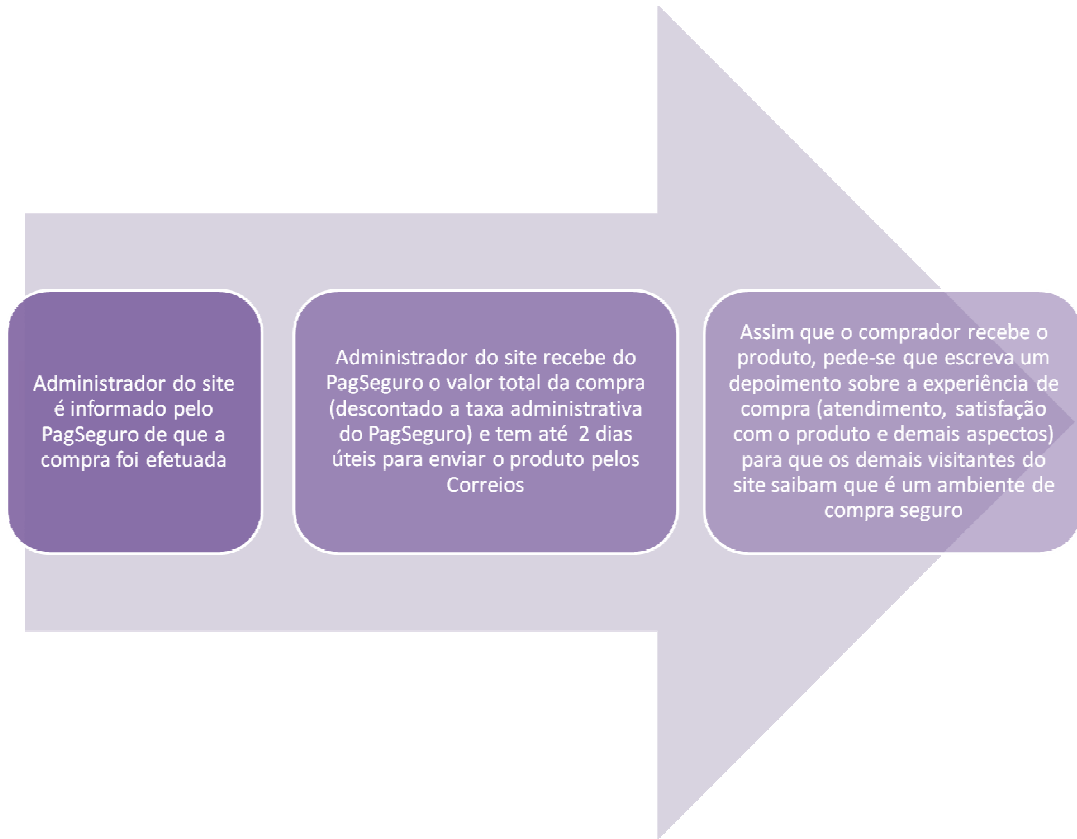 Administrador do site
é informado pelo
PagSeguro de que a
compra foi efetuada
Administrador do site recebe do
PagSeguro o valor total da compra
(descontado a taxa administrativa
do PagSeguro) e tem até 2 dias
úteis para enviar o produto pelos
Correios
Assim que o comprador recebe o
produto, pede-se que escreva um
depoimento sobre a experiência de
compra (atendimento, satisfação
com o produto e demais aspectos)
para que os demais visitantes do
site saibam que é um ambiente de
compra seguro